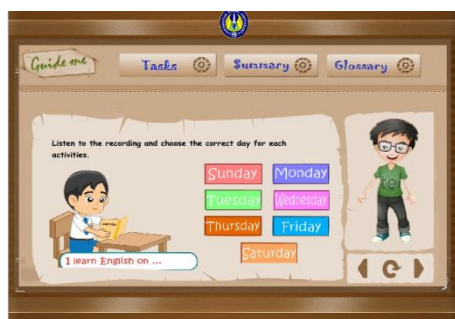 Guide me
Tasks
Summary
Glossary
Listen to the recording and choose the correct day for each
activities.
Sunday Monday
Tuesday Wednesday
Thursday Friday
Saturday
I learn English on ...